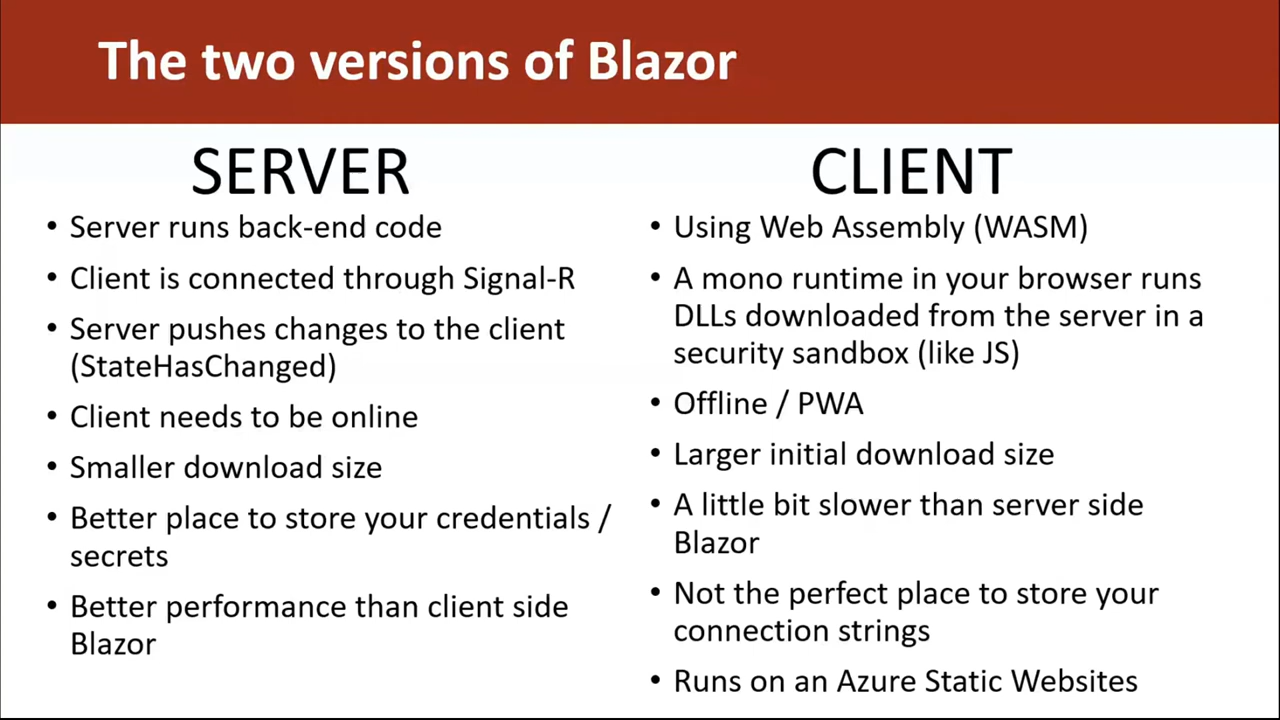 The two versions of Blazor
SERVER
• Server runs back-end code
• Client is connected through Signal-R
• Server pushes changes to the client
(StateHasChanged)
• Client needs to be online
• Smaller download size
• Better place to store your credentials /
secrets
• Better performance than client side
Blazor
CLIENT
• Using Web Assembly (WASM)
• A mono runtime in your browser runs
DLLs downloaded from the server in a
security sandbox (like JS)
• Offline / PWA
• Larger initial download size
• A little bit slower than server side
Blazor
• Not the perfect place to store your
connection strings
• Runs on an Azure Static Websites